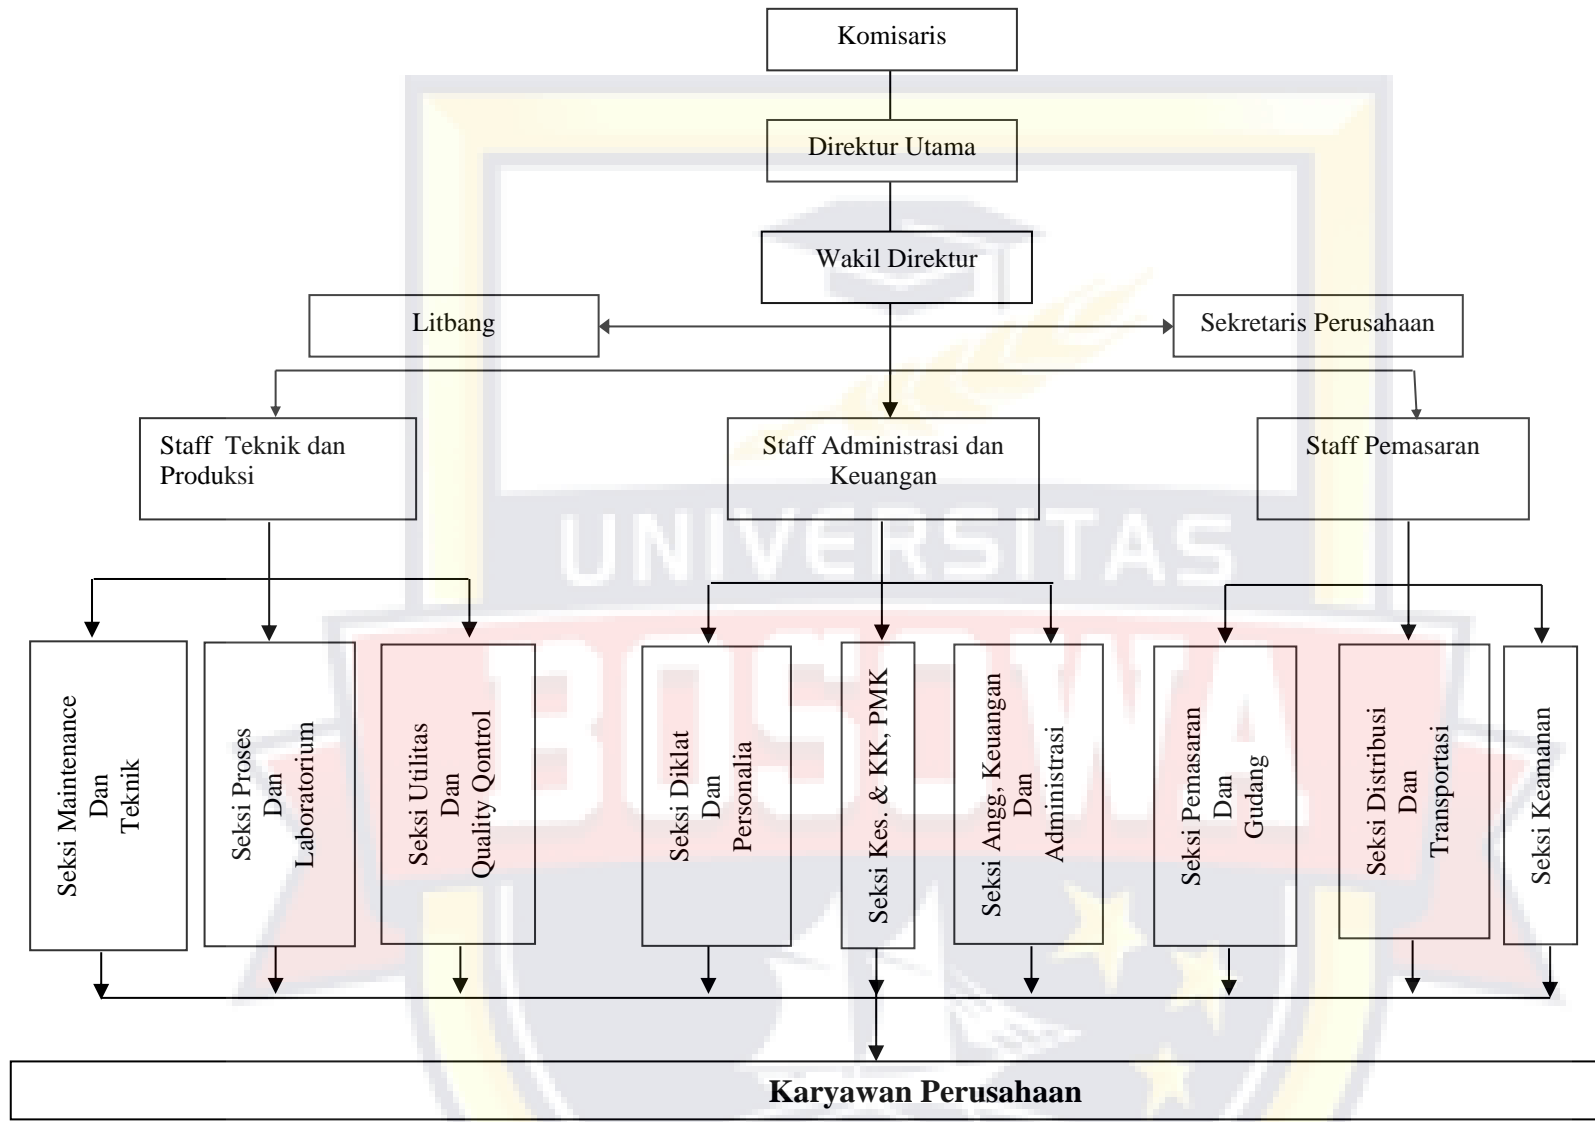 Komisaris
Direktur Utama
Wakil Direktur
Litbang
Sekretaris Perusahaan
Staff Teknik dan
Produksi
Staff Administrasi dan
Keuangan
Staff Pemasaran
UNIVERSITAS
BOSOWA
Seksi Maintenance
Dan
Teknik
Seksi Proses
Dan
Laboratorium
Seksi Utilitas
Dan
Quality Qontrol
Seksi Diklat
Dan
Personalia
Seksi Kes. & KK, PMK
Seksi Angg, Keuangan
Dan
Administrasi
Seksi Pemasaran
Dan
Gudang
Seksi Distribusi
Dan
Transportasi
Seksi Keamanan
Karyawan Perusahaan